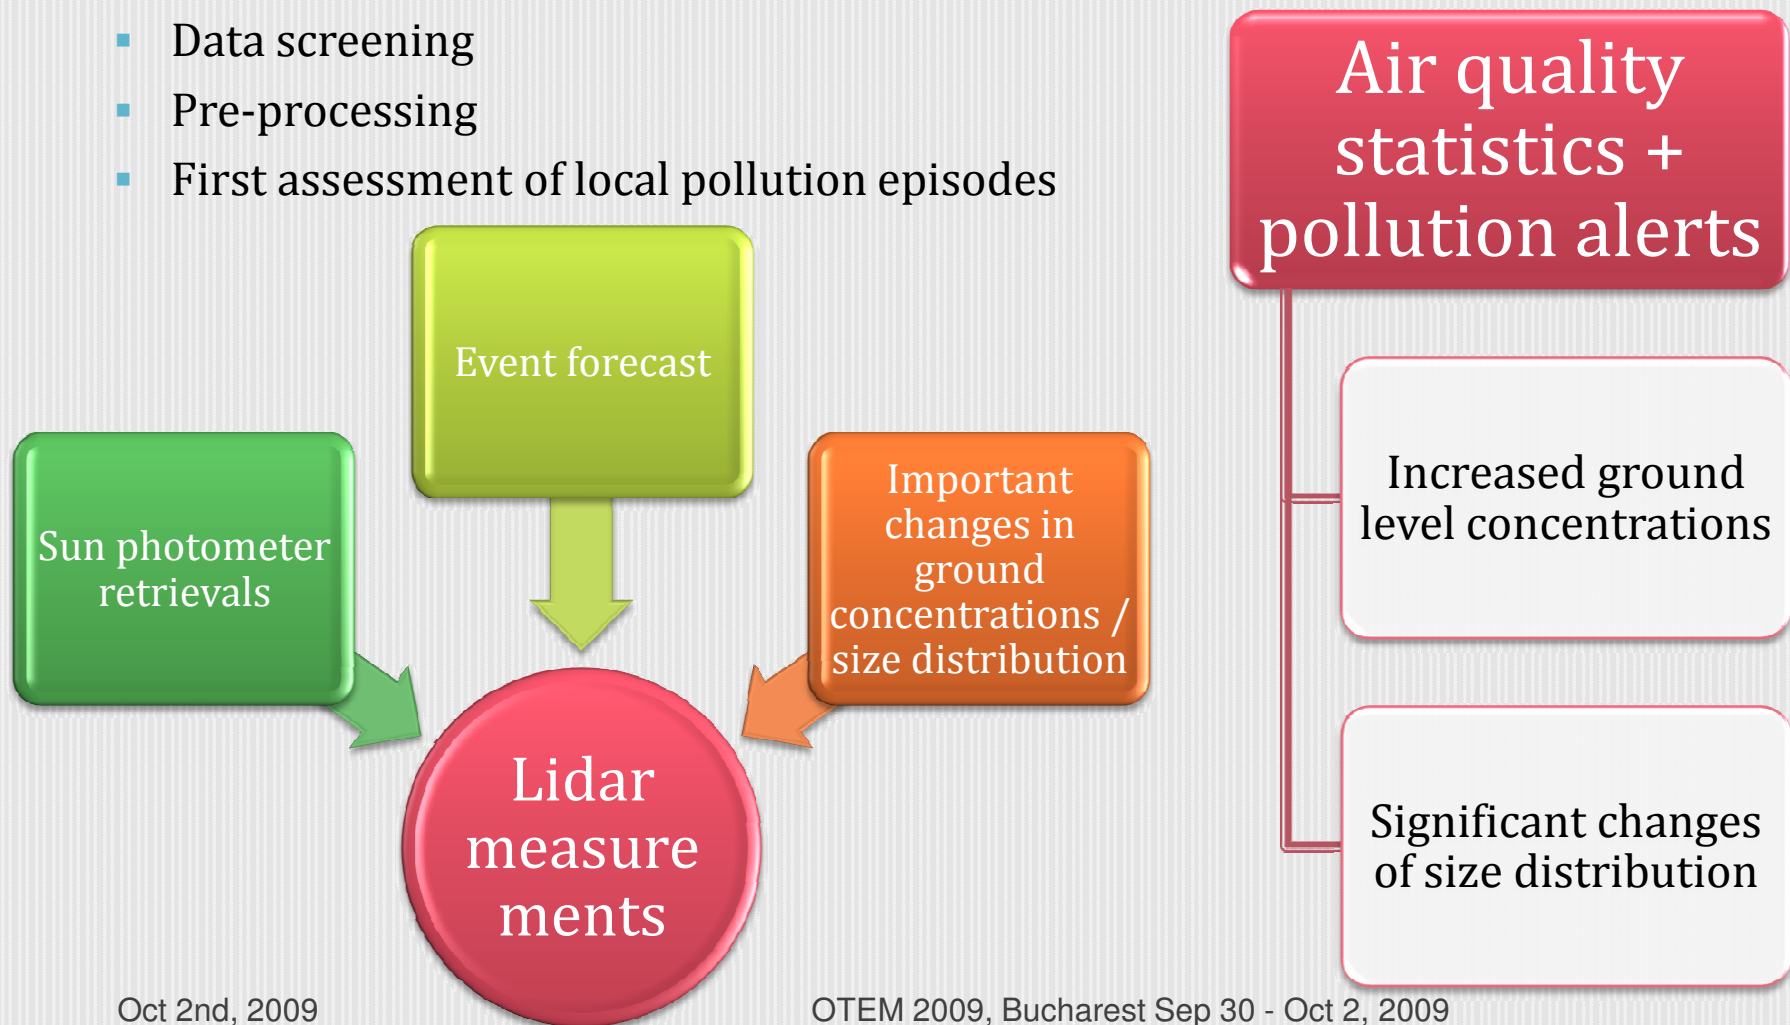 Data screening
Pre-processing
First assessment of local pollution episodes
Event forecast
Sun photometer
retrievals
Important
changes in
ground
concentrations /
size distribution
Lidar
measure
ments
Air quality
statistics +
pollution alerts
Increased ground
level concentrations
Significant changes
of size distribution
Oct 2nd, 2009
OTEM 2009, Bucharest Sep 30 - Oct 2, 2009